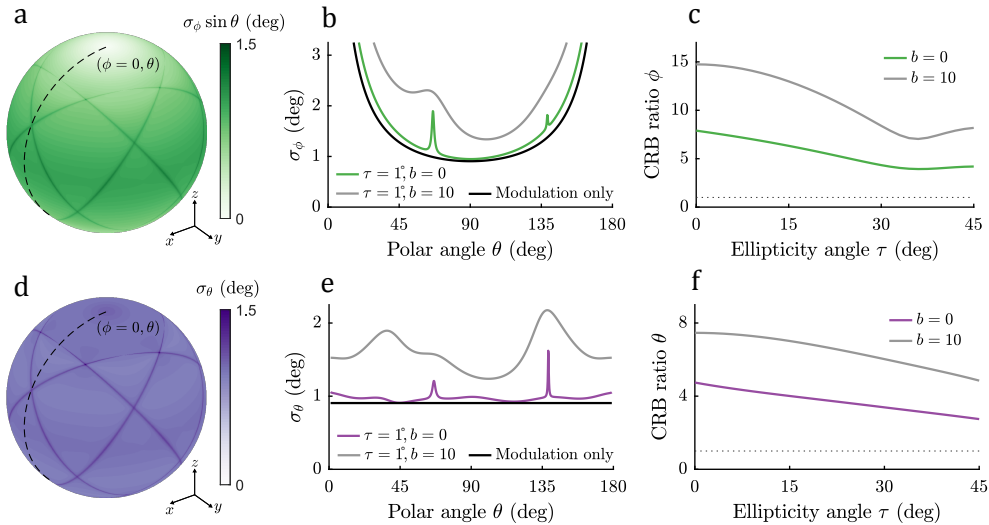 a
σ_ϕ sin θ (deg)
1.5
0
(ϕ = 0, θ)
z
x
y
b
σ_ϕ (deg)
3
2
1
0
τ = 1°, b = 0
τ = 1°, b = 10
Modulation only
0 45 90 135 180
Polar angle θ (deg)
c
CRB ratio ϕ
15
10
5
0
b = 0
b = 10
0 15 30 45
Ellipticity angle τ (deg)
d
σ_θ (deg)
1.5
0
(ϕ = 0, θ)
z
x
y
e
σ_θ (deg)
2
1
0
τ = 1°, b = 0
τ = 1°, b = 10
Modulation only
0 45 90 135 180
Polar angle θ (deg)
f
CRB ratio θ
8
4
0
b = 0
b = 10
0 15 30 45
Ellipticity angle τ (deg)